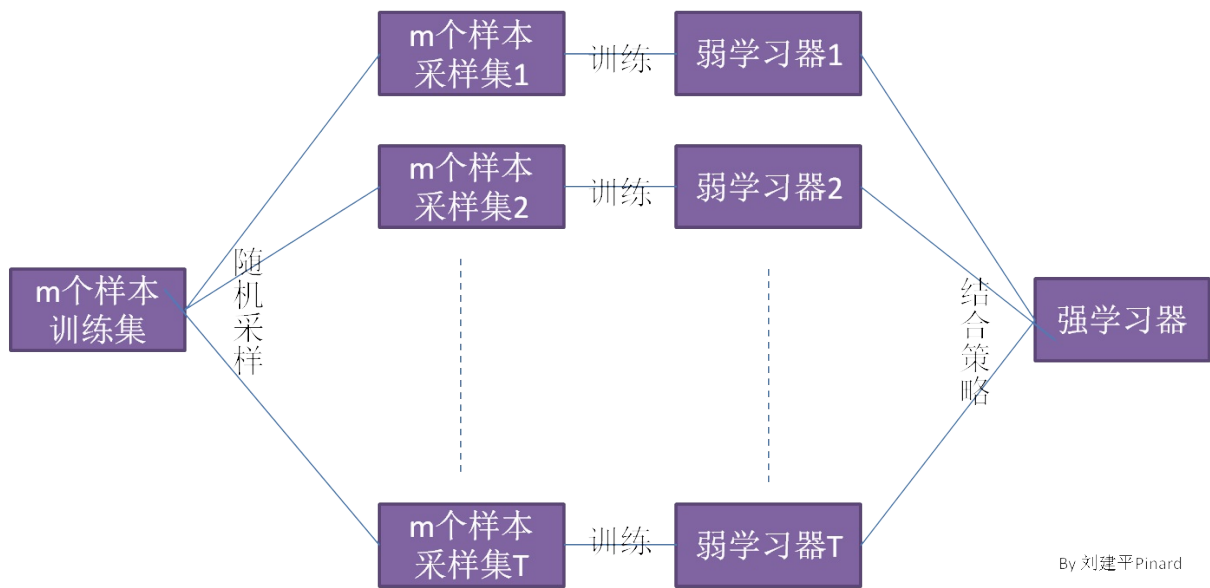 m个样本
采样集1
训练
弱学习器1
m个样本
采样集2
训练
弱学习器2
随机采样
m个样本
训练集
结合策略
强学习器
m个样本
采样集T
训练
弱学习器T
By 刘建平Pinard